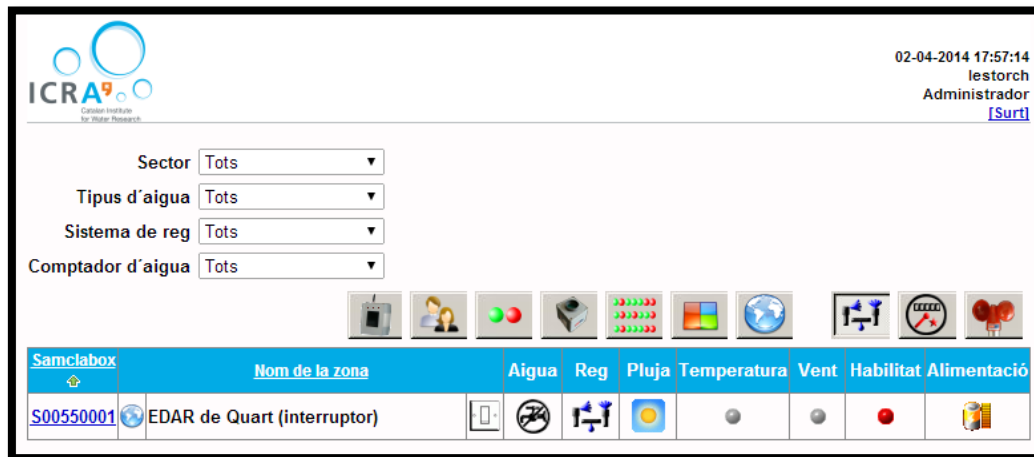 ICRA9
Catalan Institute
for Water Research
02-04-2014 17:57:14
lestorch
Administrador
[Surt]
Sector Tots
Tipus d´aigua Tots
Sistema de reg Tots
Comptador d´aigua Tots
Samclabox Nom de la zona Aigua Reg Pluja Temperatura Vent Habilitat Alimentació
S00550001 EDAR de Quart (interruptor)